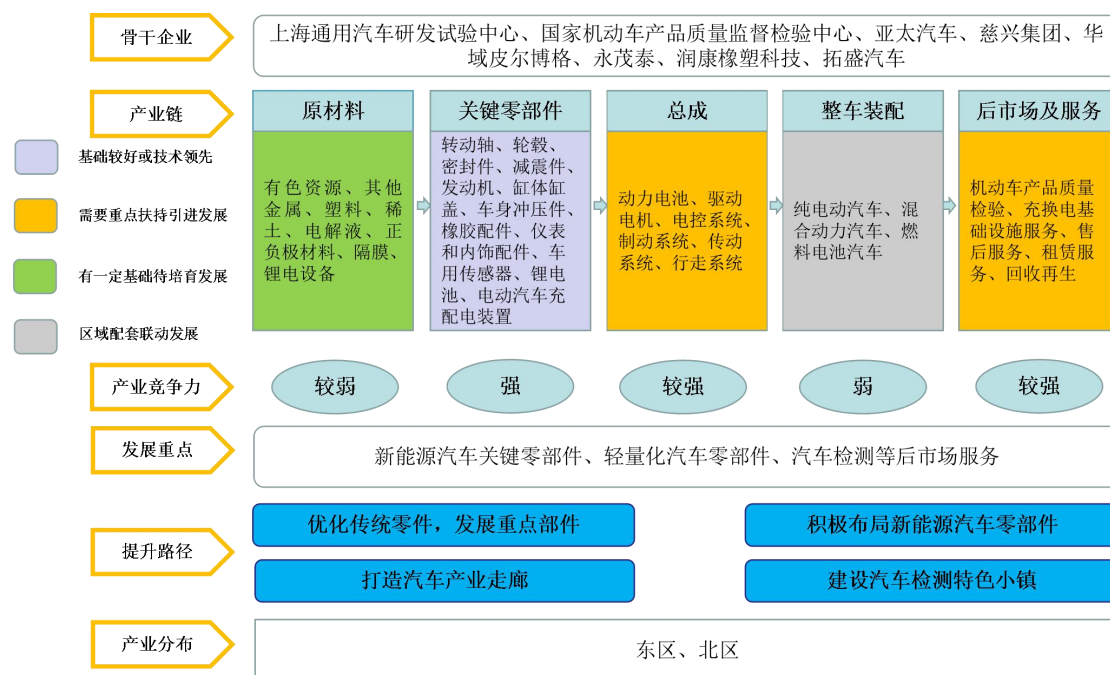 骨干企业
上海通用汽车研发试验中心、国家机动车产品质量监督检验中心、亚太汽车、慈兴集团、华
域皮尔博格、永茂泰、润康橡塑科技、拓盛汽车
产业链
原材料
关键零部件
总成
整车装配
后市场及服务
基础较好或技术领先
需要重点扶持引进发展
有一定基础待培育发展
区域配套联动发展
有色资源、其他
金属、塑料、稀
土、电解液、正
负极材料、隔膜、
锂电设备
转动轴、轮毂、
密封件、减震件、
发动机、缸体缸
盖、车身冲压件、
橡胶配件、仪表
和内饰配件、车
用传感器、锂电
池、电动汽车充
配电装置
动力电池、驱动
电机、电控系统、
制动系统、传动
系统、行走系统
纯电动汽车、混
合动力汽车、燃
料电池汽车
机动车产品质量
检验、充换电基
础设施服务、售
后服务、租赁服
务、回收再生
产业竞争力
较弱
强
较强
弱
较强
发展重点
新能源汽车关键零部件、轻量化汽车零部件、汽车检测等后市场服务
提升路径
优化传统零件，发展重点部件
积极布局新能源汽车零部件
打造汽车产业走廊
建设汽车检测特色小镇
产业分布
东区、北区